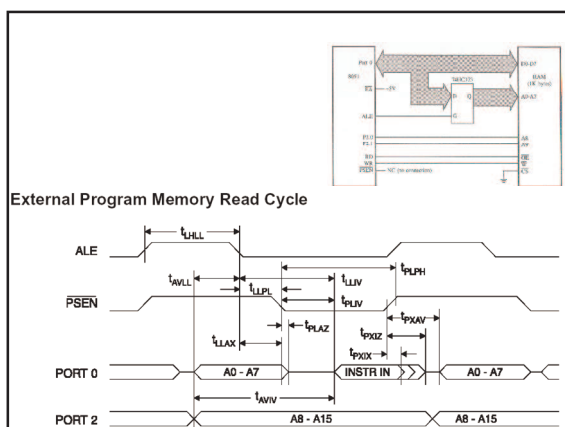 Port 0
8051
EA
+5V
ALE
74HC373
D Q
G
D0-D7
RAM
(1K bytes)
A0-A7
P2.0
P2.1
A8
A9
RD
WR
PSEN
NC (no connection)
OE
W
CS
External Program Memory Read Cycle
tLHLL
ALE
tAVLL
tLLPL
tLLIV
tPLPH
PSEN
tPLIV
tPXAV
tLLAX
tPLAZ
tPXIZ
tPXIX
PORT 0
A0 - A7
INSTR IN
A0 - A7
tAVIV
PORT 2
A8 - A15
A8 - A15